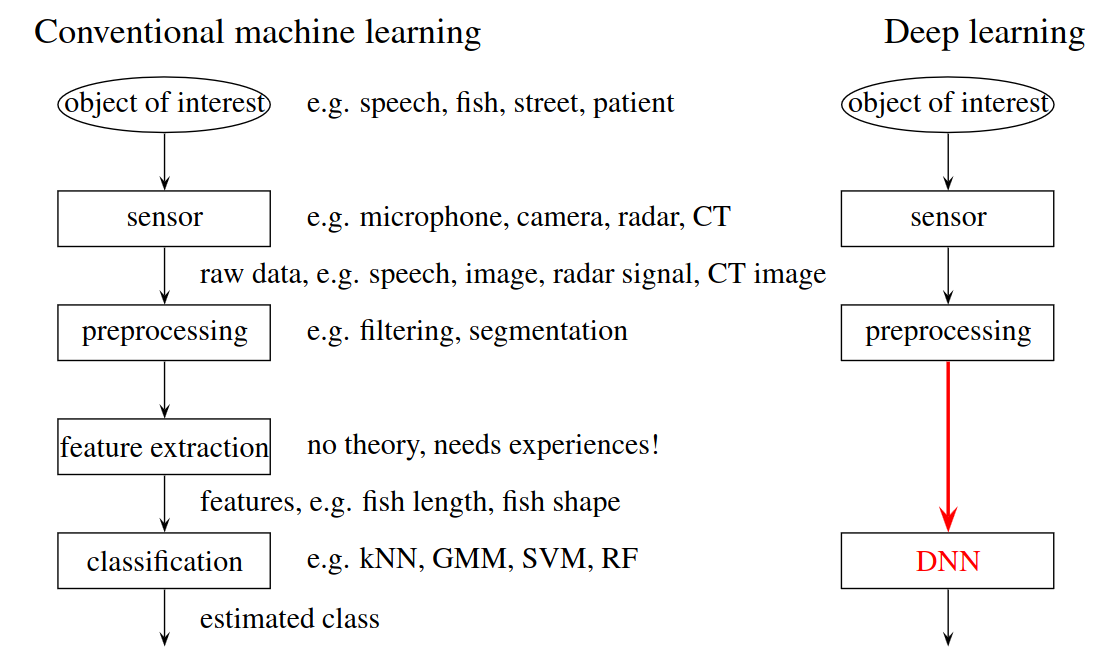 Conventional machine learning
Deep learning
object of interest
e.g. speech, fish, street, patient
object of interest
sensor
e.g. microphone, camera, radar, CT
sensor
raw data, e.g. speech, image, radar signal, CT image
preprocessing
e.g. filtering, segmentation
preprocessing
feature extraction
no theory, needs experiences!
features, e.g. fish length, fish shape
classification
e.g. kNN, GMM, SVM, RF
DNN
estimated class